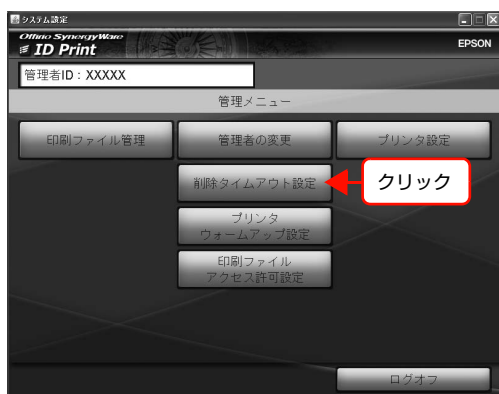 システム設定
Offirio SynergyWare
ID Print
EPSON
管理者ID：XXXXX
管理メニュー
印刷ファイル管理
管理者の変更
プリンタ設定
削除タイムアウト設定
クリック
プリンタ
ウォームアップ設定
印刷ファイル
アクセス許可設定
ログオフ